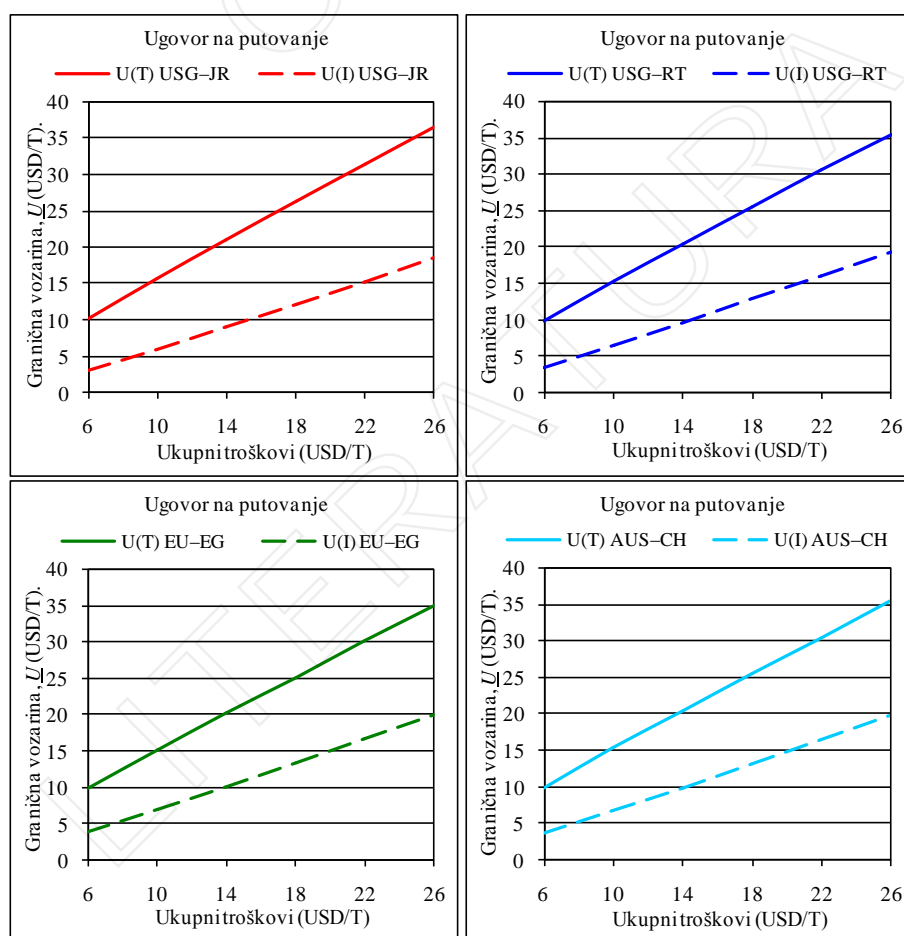 Ugovor na putovanje
U(T) USG–JR U(I) USG–JR
Granična vozarina, U (USD/T).
40
35
30
25
20
15
10
5
0
6 10 14 18 22 26
Ukupni troškovi (USD/T)
Ugovor na putovanje
U(T) USG–RT U(I) USG–RT
Granična vozarina, U (USD/T).
40
35
30
25
20
15
10
5
0
6 10 14 18 22 26
Ukupni troškovi (USD/T)
Ugovor na putovanje
U(T) EU–EG U(I) EU–EG
Granična vozarina, U (USD/T).
40
35
30
25
20
15
10
5
0
6 10 14 18 22 26
Ukupni troškovi (USD/T)
Ugovor na putovanje
U(T) AUS–CH U(I) AUS–CH
Granična vozarina, U (USD/T).
40
35
30
25
20
15
10
5
0
6 10 14 18 22 26
Ukupni troškovi (USD/T)
LITERATURA